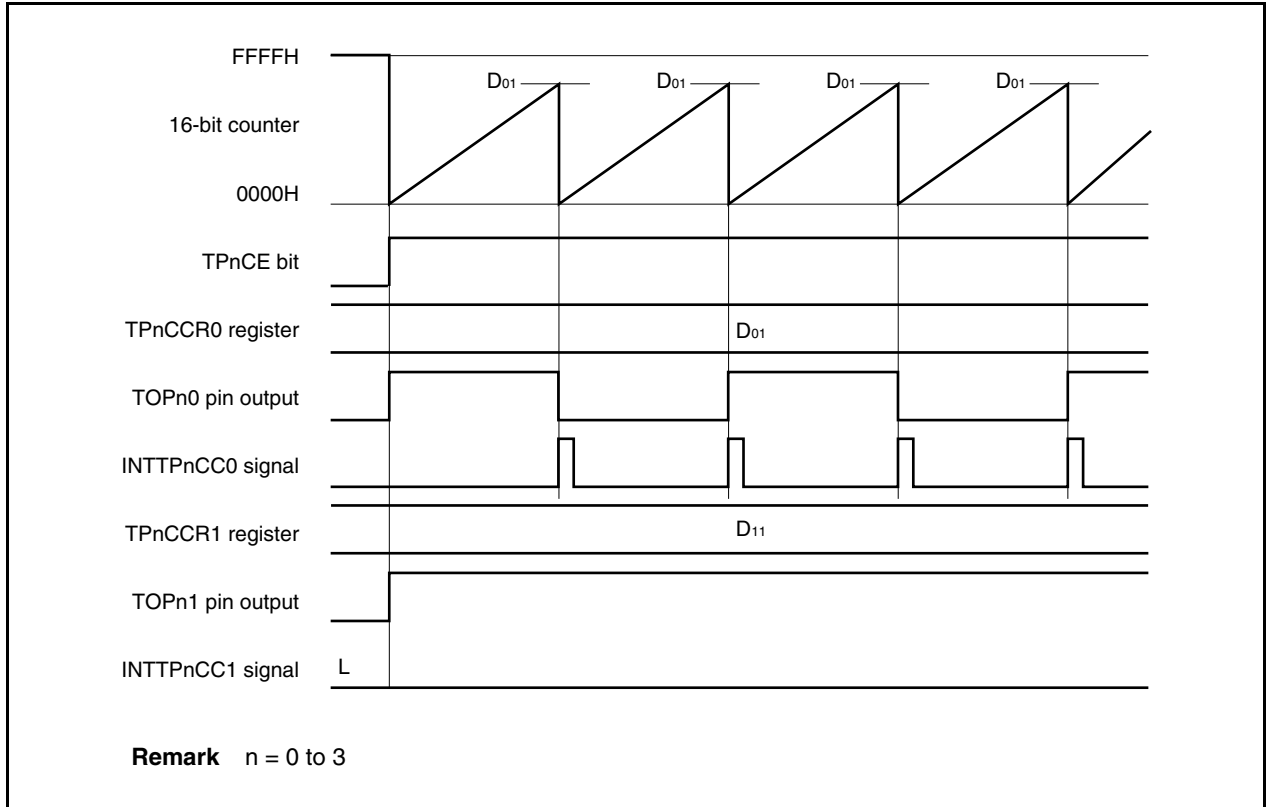 FFFFH
D01 D01 D01 D01
16-bit counter
0000H
TPnCE bit
TPnCCR0 register D01
TOPn0 pin output
INTTPnCC0 signal
TPnCCR1 register D11
TOPn1 pin output
INTTPnCC1 signal L
Remark n = 0 to 3